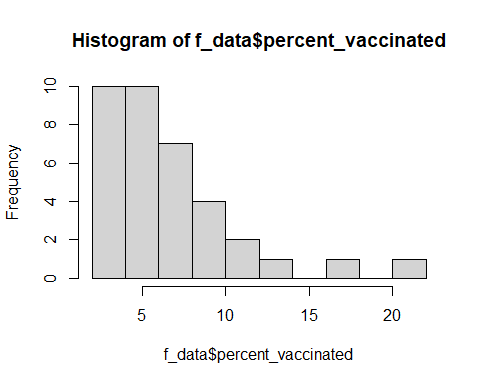 Histogram of f_data$percent_vaccinated
Frequency
10
8
6
4
2
0
5 10 15 20
f_data$percent_vaccinated